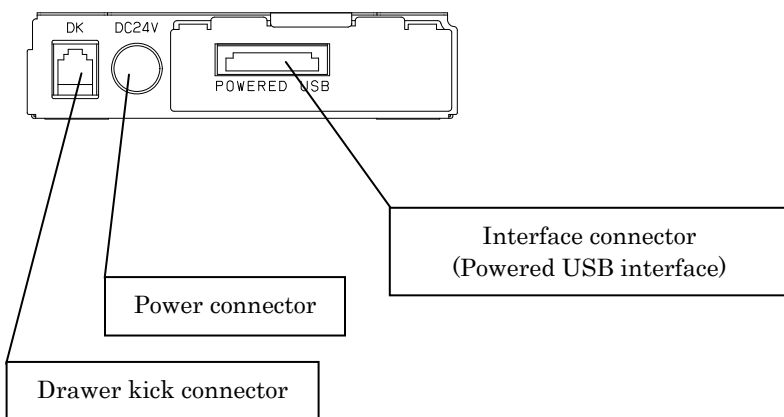 DK DC24V
POWERED USB
Interface connector
(Powered USB interface)
Power connector
Drawer kick connector